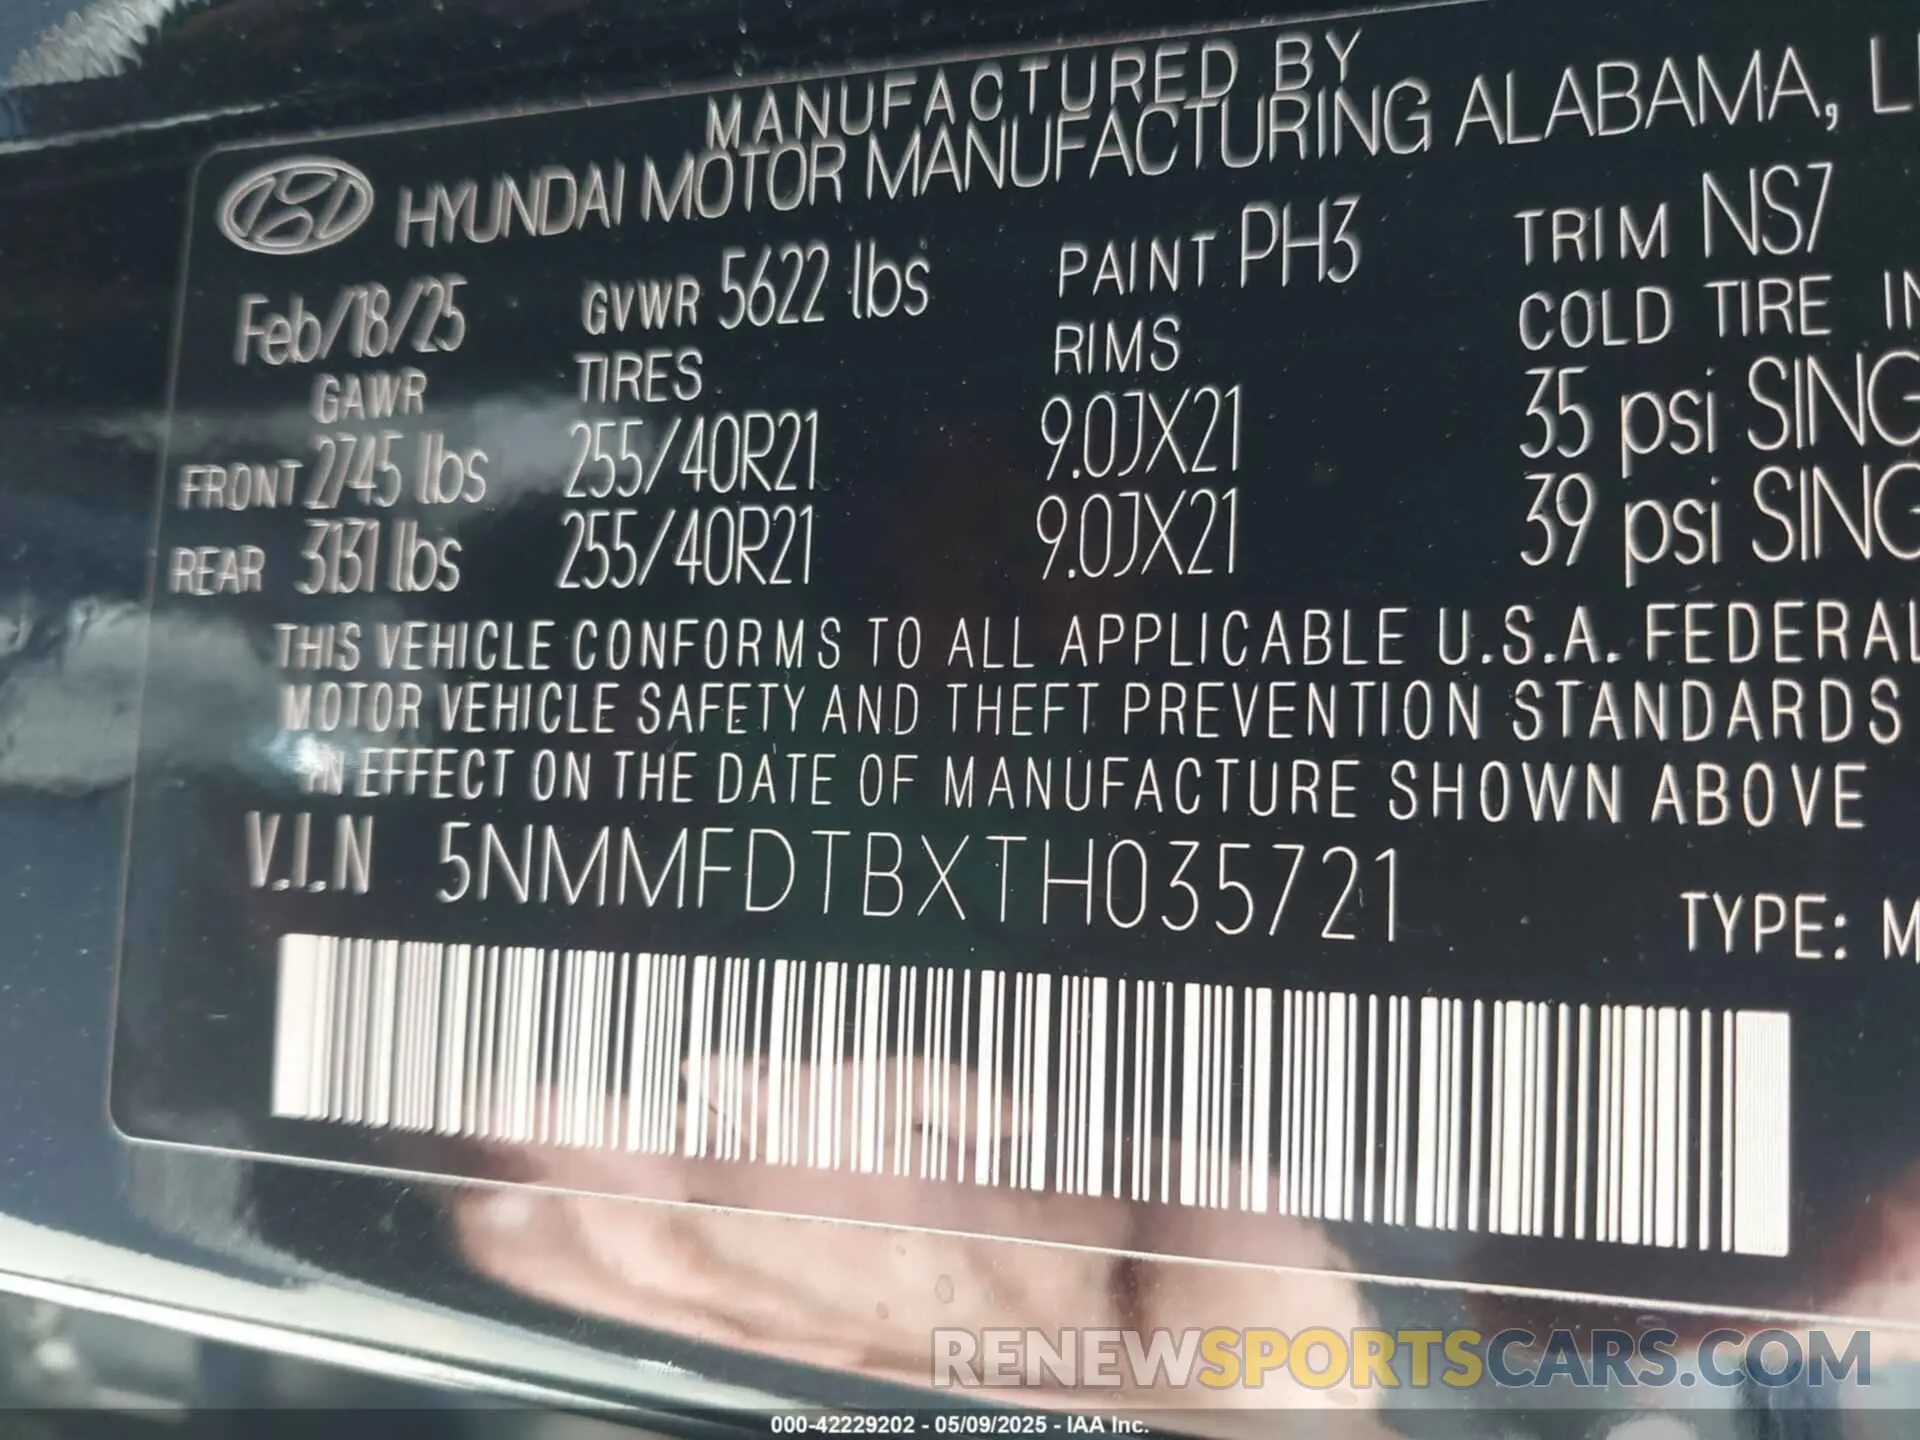 MANUFACTURED BY
HYUNDAI MOTOR MANUFACTURING ALABAMA, L
Feb/18/25 GVWR 5622 lbs PAINT PH3 TRIM NS7
GAWR TIRES RIMS COLD TIRE IN
FRONT 2745 lbs 255/40R21 9.0JX21 35 psi SING
REAR 3131 lbs 255/40R21 9.0JX21 39 psi SING
THIS VEHICLE CONFORMS TO ALL APPLICABLE U.S.A. FEDERAL
MOTOR VEHICLE SAFETY AND THEFT PREVENTION STANDARDS
IN EFFECT ON THE DATE OF MANUFACTURE SHOWN ABOVE
V.I.N 5NMMFDTBXTH035721
TYPE: M
RENEWSPORTSCARS.COM
000-42229202 - 05/09/2025 - IAA Inc.